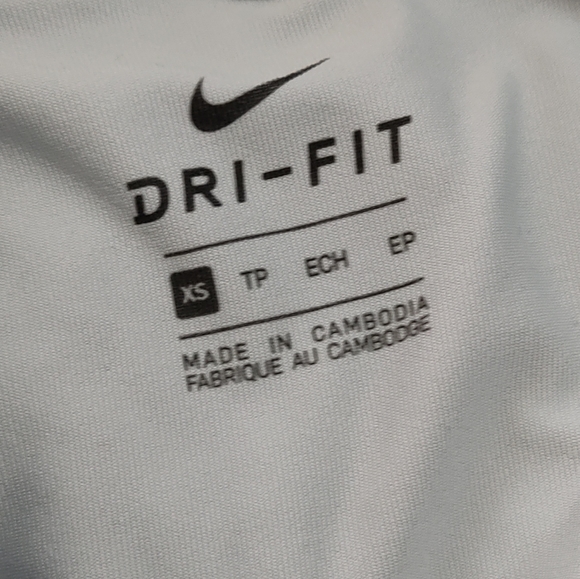 DRI-FIT
XS TP ECH EP
MADE IN CAMBODIA
FABRIQUE AU CAMBODGE